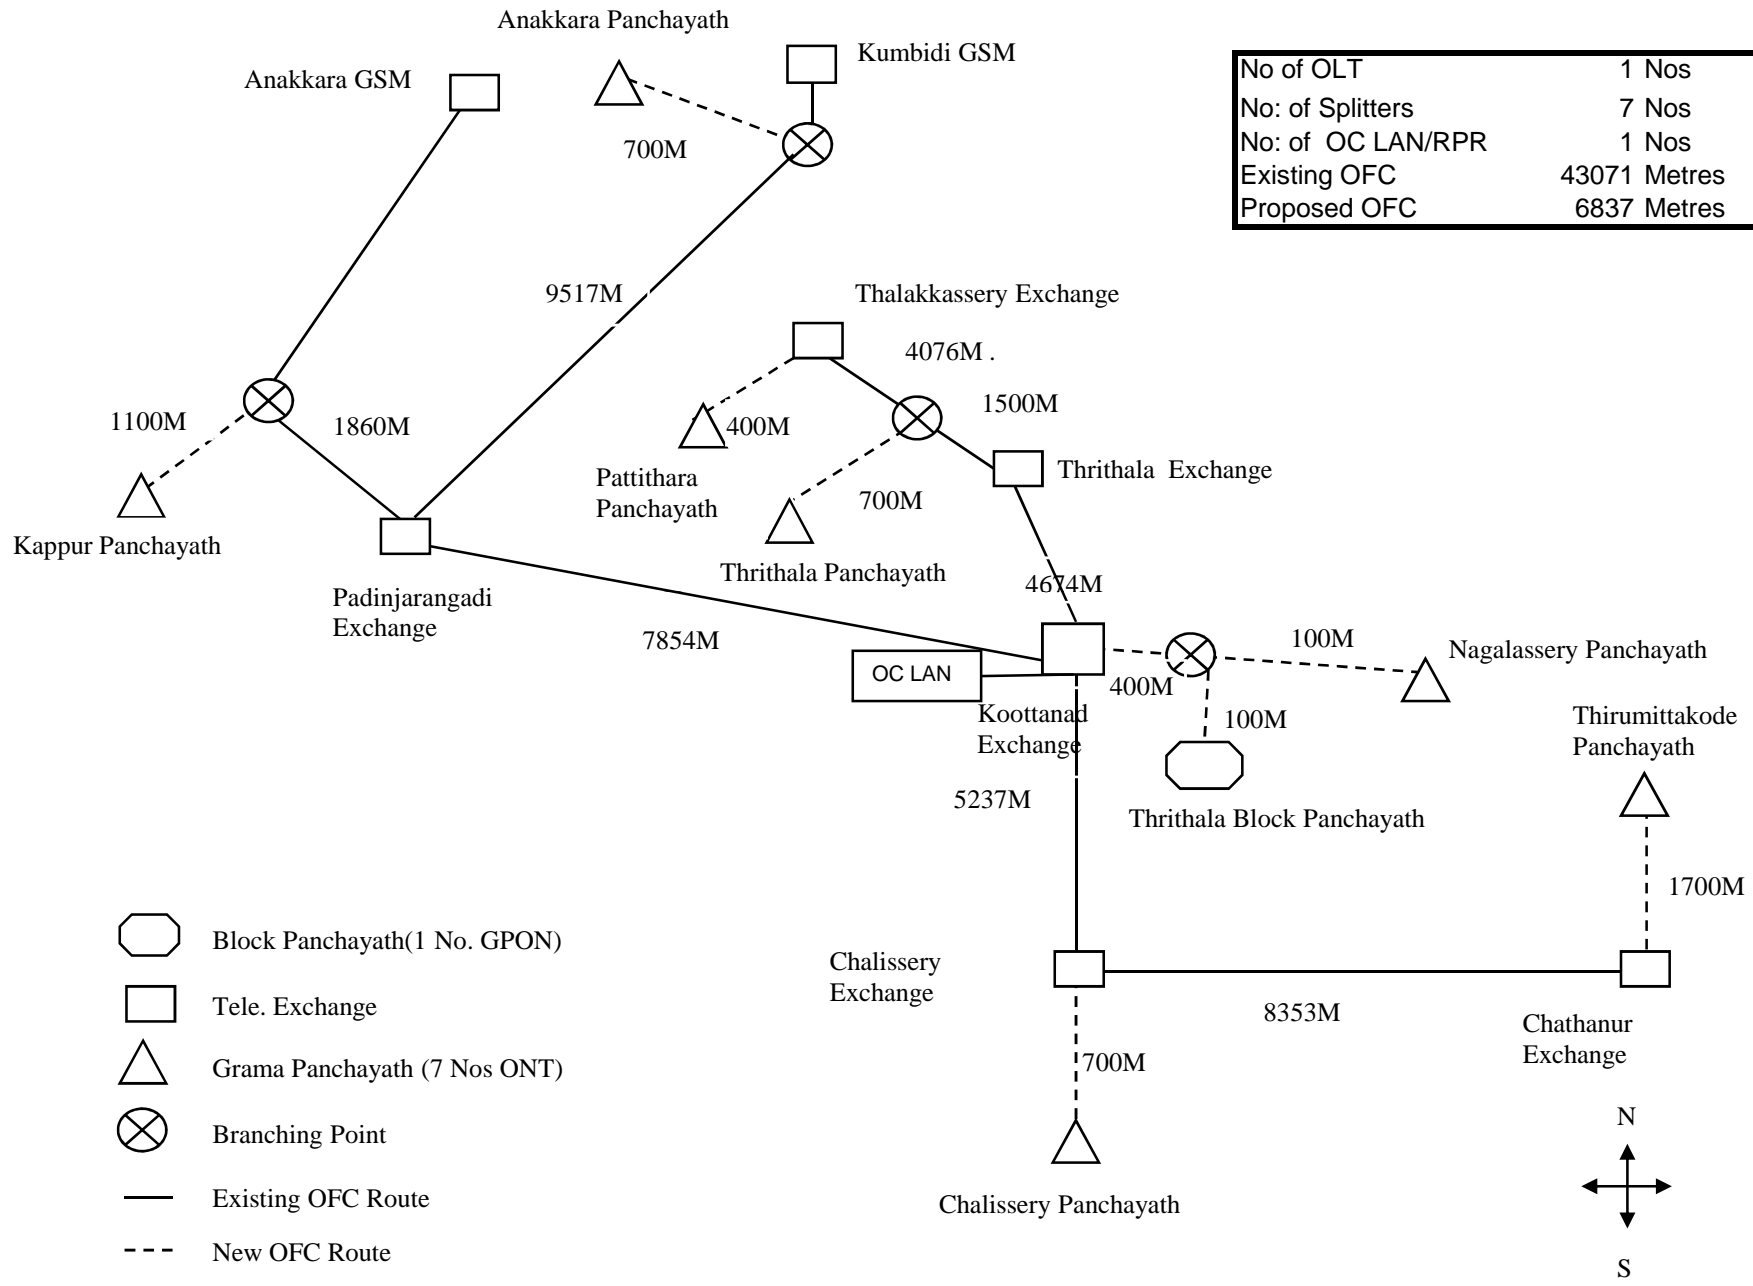 Anakkara Panchayath
Kumbidi GSM
Anakkara GSM
No of OLT 1 Nos
No: of Splitters 7 Nos
No: of OC LAN/RPR 1 Nos
Existing OFC 43071 Metres
Proposed OFC 6837 Metres
700M
9517M
Thalakkassery Exchange
4076M .
1500M
1100M
1860M
400M
Thrithala Exchange
Pattithara
Panchayath
700M
Kappur Panchayath
Thrithala Panchayath
4674M
Padinjarangadi
Exchange
7854M
100M
Nagalassery Panchayath
OC LAN
400M
Koottanad
Exchange
100M
Thirumittakode
Panchayath
5237M
Thrithala Block Panchayath
1700M
Block Panchayath(1 No. GPON)
Chalissery
Exchange
Tele. Exchange
8353M
Chathanur
Exchange
Grama Panchayath (7 Nos ONT)
700M
N
Branching Point
Existing OFC Route
Chalissery Panchayath
New OFC Route
S